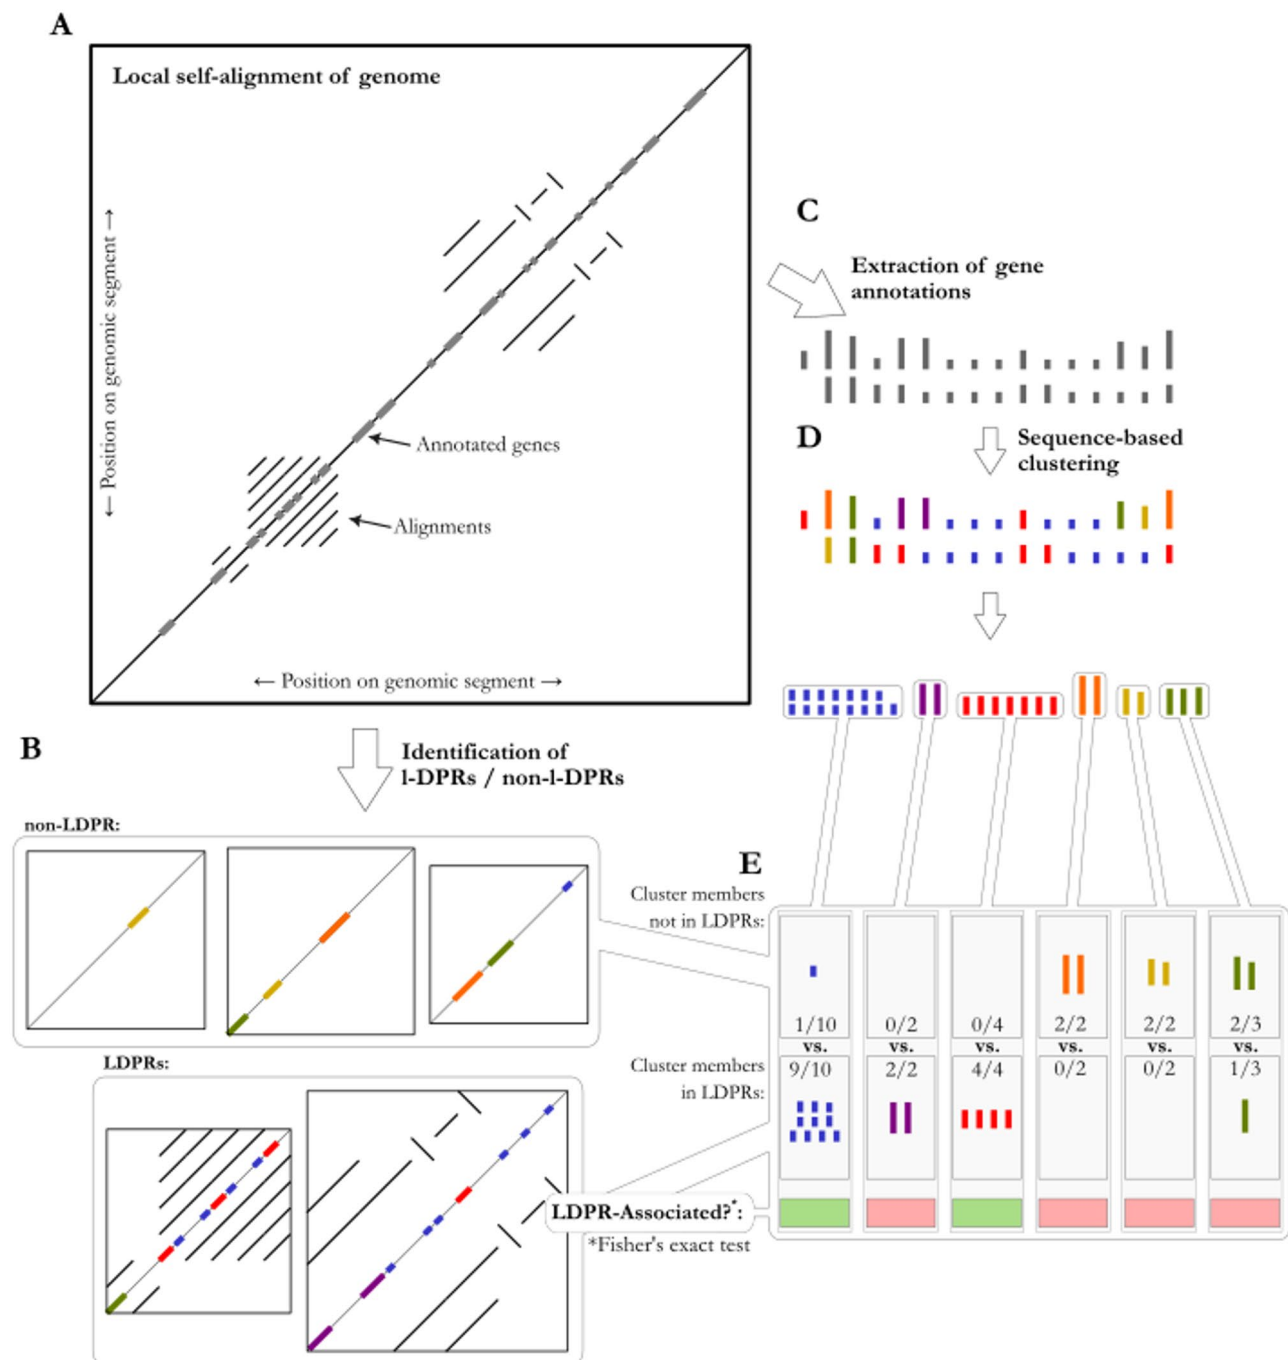 A
Local self-alignment of genome
← Position on genomic segment →
Annotated genes
Alignments
← Position on genomic segment →
B
Identification of
l-DPRs / non-l-DPRs
non-LDPR:
LDPRs:
C
Extraction of gene
annotations
D
Sequence-based
clustering
E
Cluster members
not in LDPRs:
1/10 0/2 0/4 2/2 2/2 2/3
vs. vs. vs. vs. vs. vs.
Cluster members
in LDPRs:
9/10 2/2 4/4 0/2 0/2 1/3
LDPR-Associated?*:
*Fisher's exact test